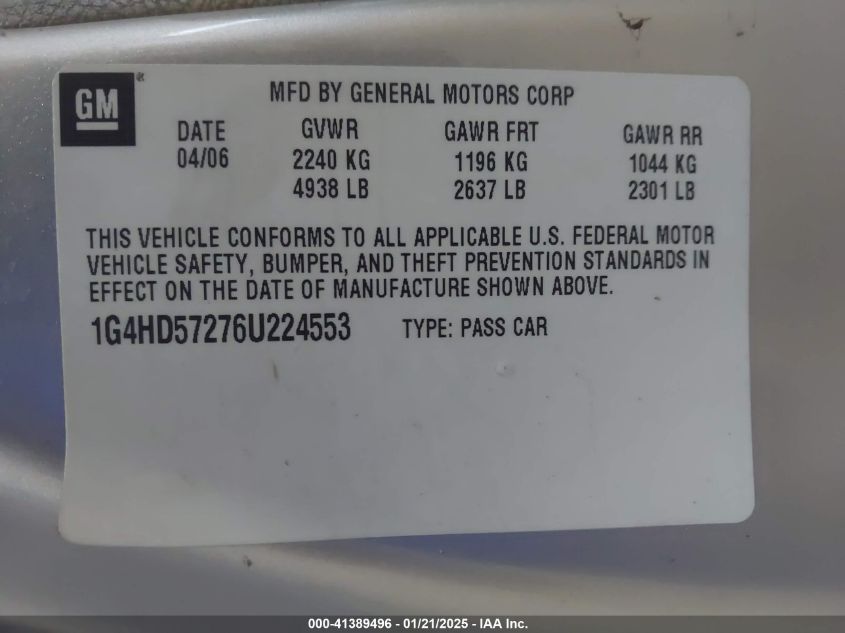 GM®
MFD BY GENERAL MOTORS CORP
DATE GVWR GAWR FRT GAWR RR
04/06 2240 KG 1196 KG 1044 KG
4938 LB 2637 LB 2301 LB
THIS VEHICLE CONFORMS TO ALL APPLICABLE U.S. FEDERAL MOTOR
VEHICLE SAFETY, BUMPER, AND THEFT PREVENTION STANDARDS IN
EFFECT ON THE DATE OF MANUFACTURE SHOWN ABOVE.
1G4HD57276U224553 TYPE: PASS CAR
000-41389496 - 01/21/2025 - IAA Inc.